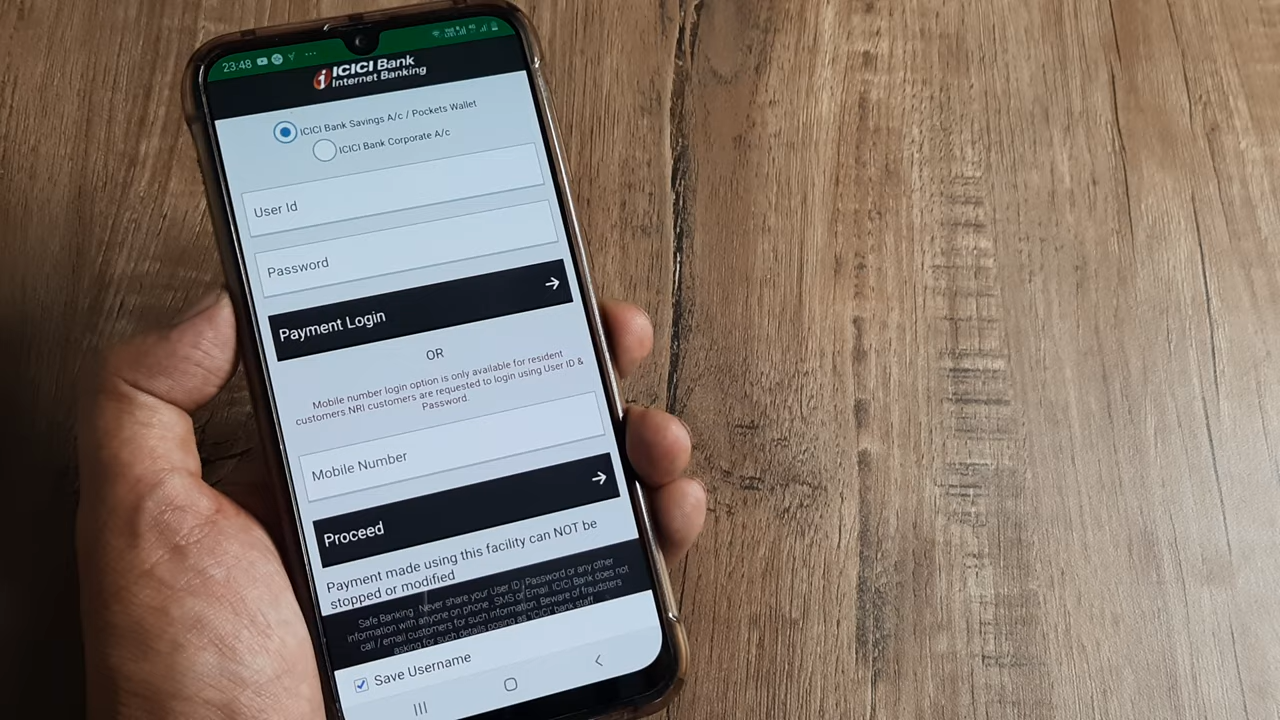 23:48
ICICI Bank
Internet Banking
ICICI Bank Savings A/c / Pockets Wallet
ICICI Bank Corporate A/c
User Id
Password
Payment Login
OR
Mobile number login option is only available for resident
customers.NRI customers are requested to login using User ID &
Password.
Mobile Number
Proceed
Payment made using this facility can NOT be
stopped or modified
Safe Banking : Never share your User ID , Password or any other
information with anyone on phone , SMS or Email. ICICI Bank does not
call / email customers for such information. Beware of fraudsters
asking for such details posing as "ICICI" bank staff.
Save Username